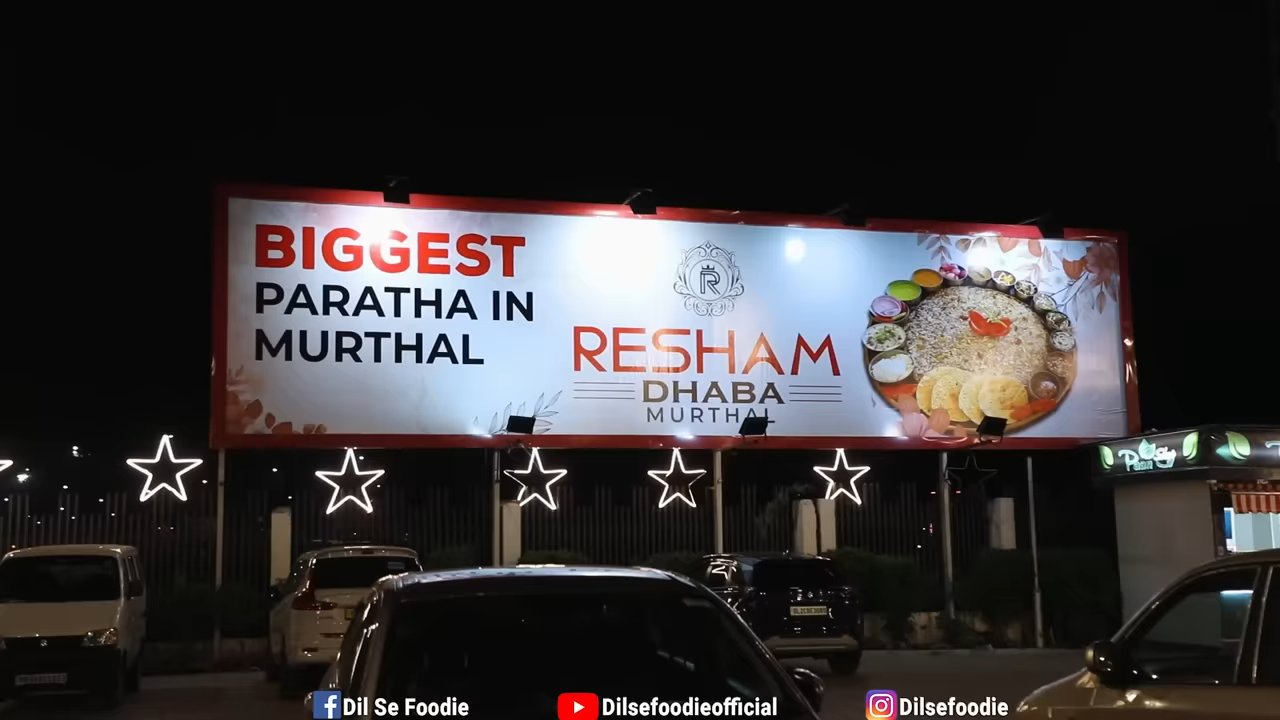 BIGGEST
PARATHA IN
MURTHAL
R
RESHAM
DHABA
MURTHAL
Dil Se Foodie
Dilsefoodieofficial
Dilsefoodie